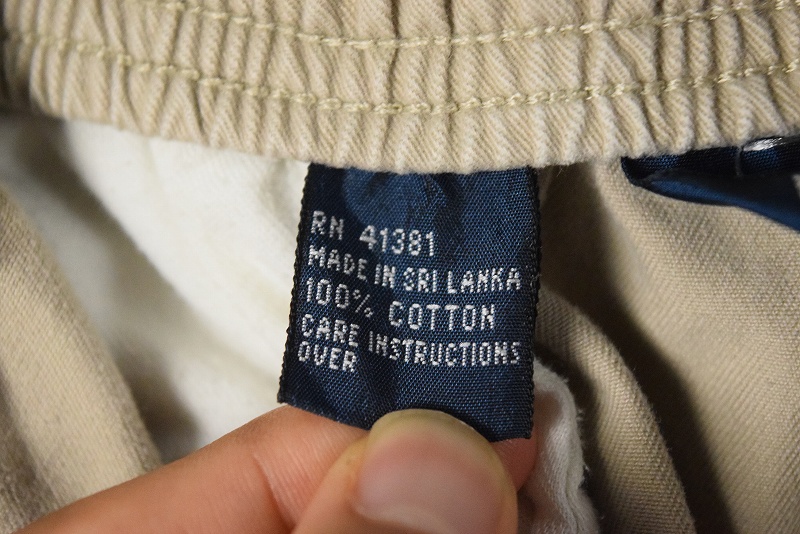 RN 41381
MADE IN SRI LANKA
100% COTTON
CARE INSTRUCTIONS
OVER